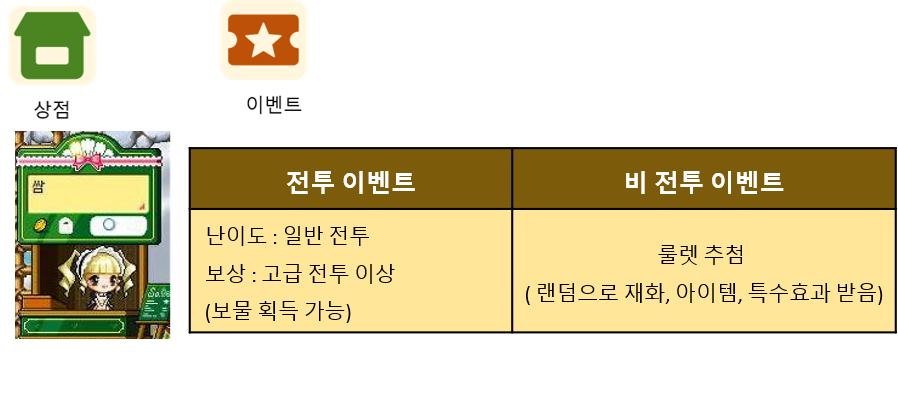 상점
이벤트
쌈
전투 이벤트
비 전투 이벤트
난이도 : 일반 전투
보상 : 고급 전투 이상
(보물 획득 가능)
룰렛 추첨
( 랜덤으로 재화, 아이템, 특수효과 받음)